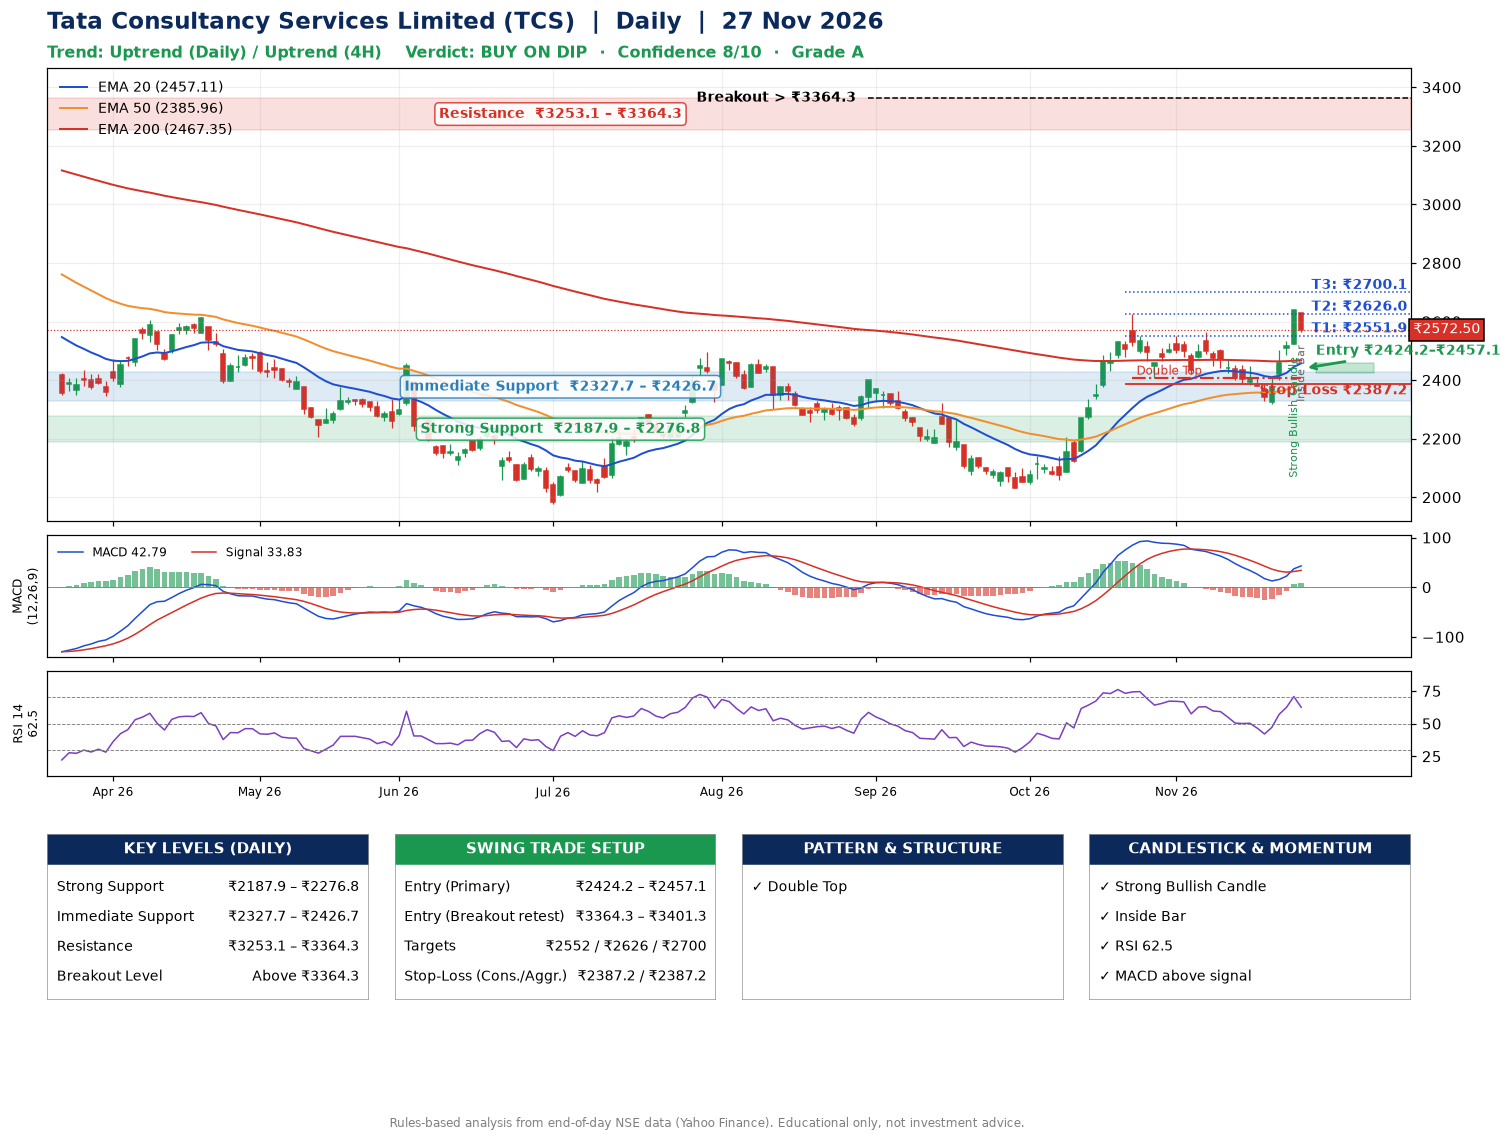 Tata Consultancy Services Limited (TCS) | Daily | 27 Nov 2026
Trend: Uptrend (Daily) / Uptrend (4H) Verdict: BUY ON DIP · Confidence 8/10 · Grade A
EMA 20 (2457.11)
EMA 50 (2385.96)
EMA 200 (2467.35)
Breakout > ₹3364.3
Resistance ₹3253.1 – ₹3364.3
Immediate Support ₹2327.7 – ₹2426.7
Strong Support ₹2187.9 – ₹2276.8
Double Top
Strong Bullish Candle
Inside Bar
T3: ₹2700.1
T2: ₹2626.0
T1: ₹2551.9
₹2572.50
Entry ₹2424.2–₹2457.1
Stop-Loss ₹2387.2
3400
3200
3000
2800
2600
2400
2200
2000
MACD 42.79 Signal 33.83
MACD
(12,26,9)
100
0
−100
RSI 14
62.5
75
50
25
Apr 26 May 26 Jun 26 Jul 26 Aug 26 Sep 26 Oct 26 Nov 26
KEY LEVELS (DAILY)
Strong Support ₹2187.9 – ₹2276.8
Immediate Support ₹2327.7 – ₹2426.7
Resistance ₹3253.1 – ₹3364.3
Breakout Level Above ₹3364.3
SWING TRADE SETUP
Entry (Primary) ₹2424.2 – ₹2457.1
Entry (Breakout retest) ₹3364.3 – ₹3401.3
Targets ₹2552 / ₹2626 / ₹2700
Stop-Loss (Cons./Aggr.) ₹2387.2 / ₹2387.2
PATTERN & STRUCTURE
✓ Double Top
CANDLESTICK & MOMENTUM
✓ Strong Bullish Candle
✓ Inside Bar
✓ RSI 62.5
✓ MACD above signal
Rules-based analysis from end-of-day NSE data (Yahoo Finance). Educational only, not investment advice.